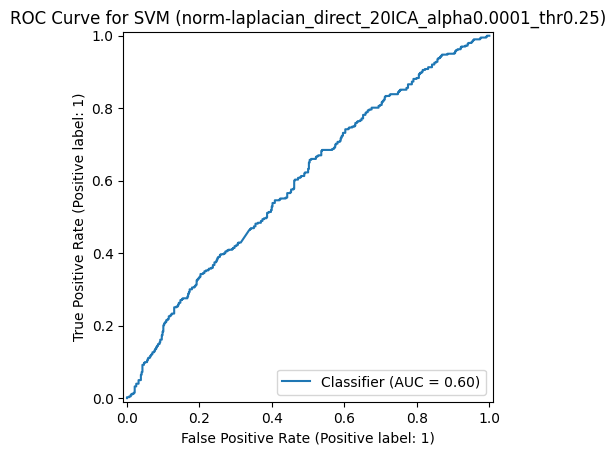 ROC Curve for SVM (norm-laplacian_direct_20ICA_alpha0.0001_thr0.25)
True Positive Rate (Positive label: 1)
1.0
0.8
0.6
0.4
0.2
0.0
Classifier (AUC = 0.60)
0.0 0.2 0.4 0.6 0.8 1.0
False Positive Rate (Positive label: 1)